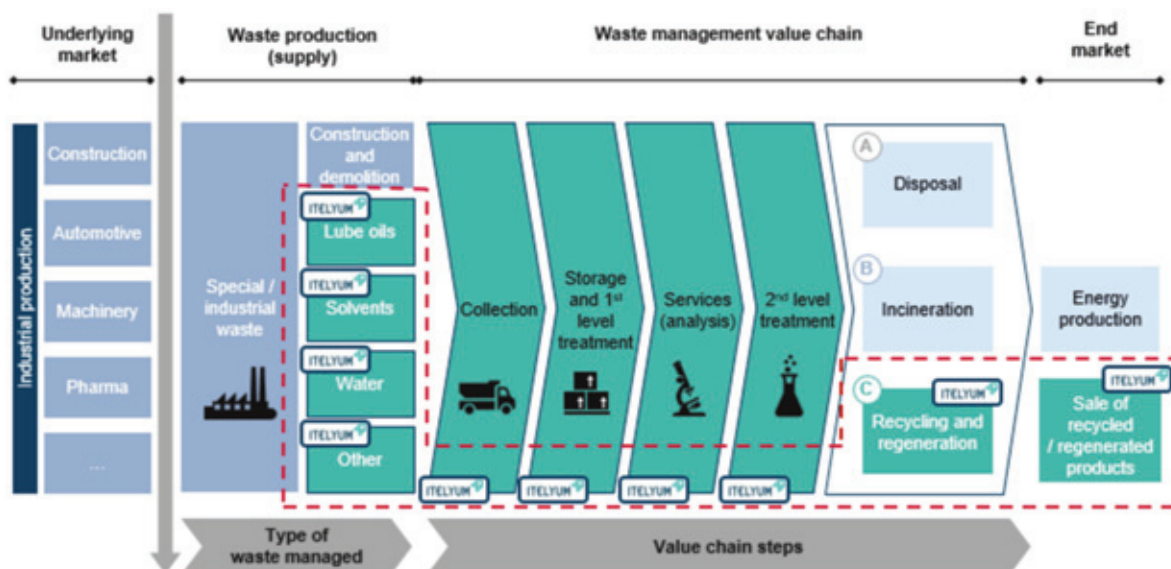 Underlying
market
Waste production
(supply)
Waste management value chain
End
market
Industrial production
Construction
Automotive
Machinery
Pharma
...
Special /
industrial
waste
Construction
and
demolition
ITELYUM
Lube oils
ITELYUM
Solvents
ITELYUM
Water
ITELYUM
Other
Collection
ITELYUM
Storage
and 1st
level
treatment
ITELYUM
Services
(analysis)
ITELYUM
2nd level
treatment
ITELYUM
A
Disposal
B
Incineration
C
ITELYUM
Recycling and
regeneration
Energy
production
ITELYUM
Sale of
recycled
/ regenerated
products
Type of
waste managed
Value chain steps